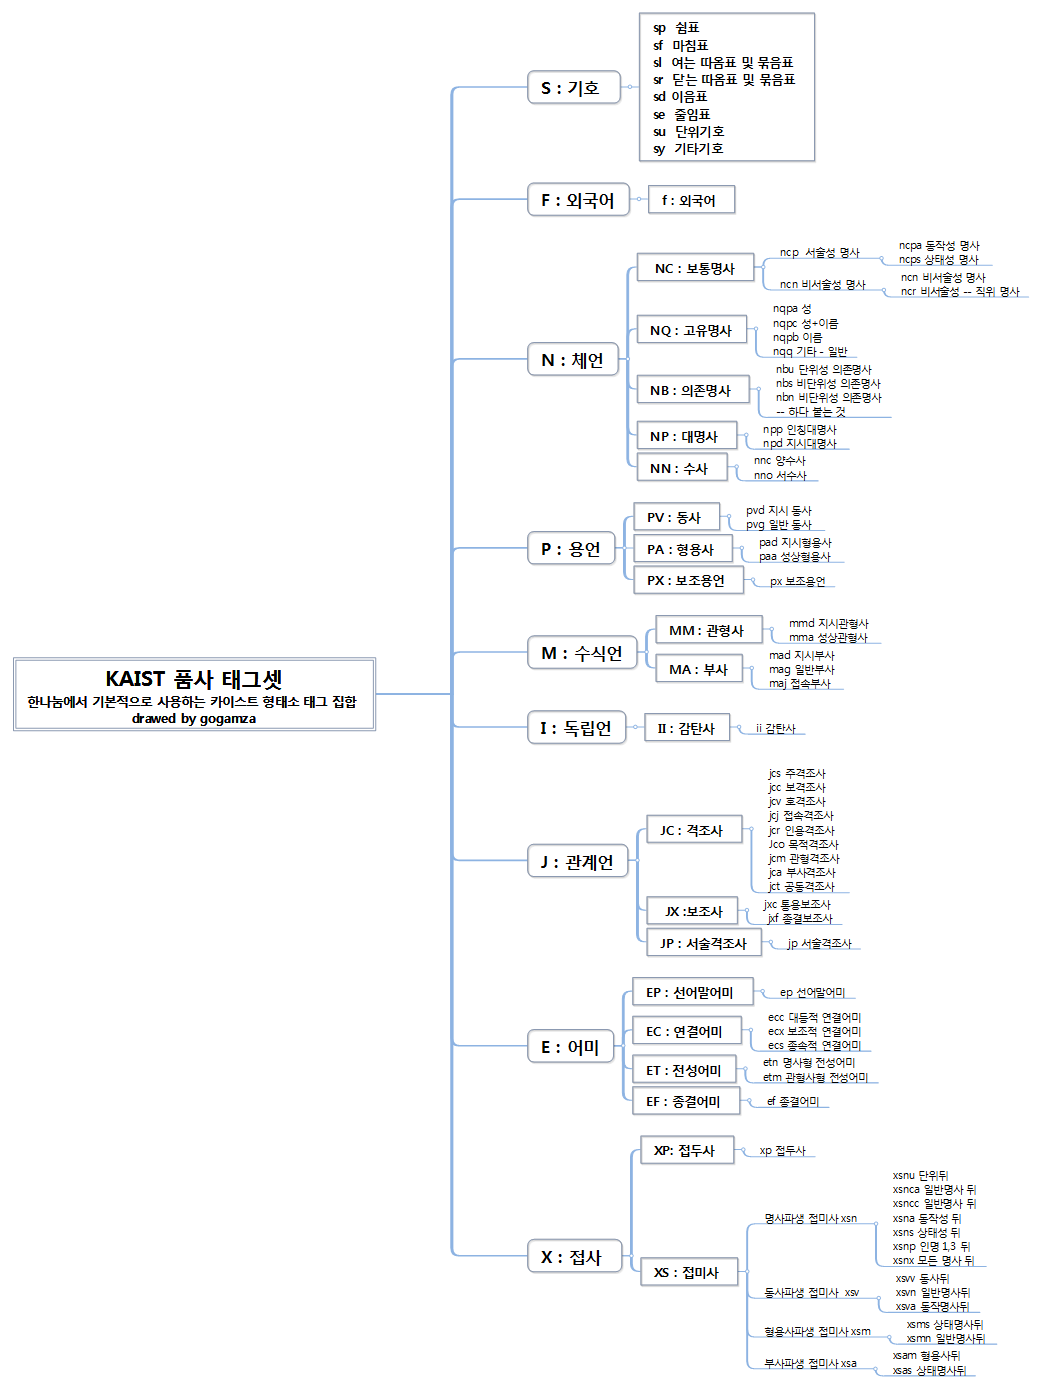 KAIST 품사 태그셋
한나눔에서 기본적으로 사용하는 카이스트 형태소 태그 집합
drawed by gogamza
S : 기호
sp 쉼표
sf 마침표
sl 여는 따옴표 및 묶음표
sr 닫는 따옴표 및 묶음표
sd 이음표
se 줄임표
su 단위기호
sy 기타기호
F : 외국어
f : 외국어
N : 체언
NC : 보통명사
ncp 서술성 명사
ncpa 동작성 명사
ncps 상태성 명사
ncn 비서술성 명사
ncn 비서술성 명사
ncr 비서술성 -- 직위 명사
NQ : 고유명사
nqpa 성
nqpc 성+이름
nqpb 이름
nqq 기타 - 일반
NB : 의존명사
nbu 단위성 의존명사
nbs 비단위성 의존명사
nbn 비단위성 의존명사
-- 하다 붙는 것
NP : 대명사
npp 인칭대명사
npd 지시대명사
NN : 수사
nnc 양수사
nno 서수사
P : 용언
PV : 동사
pvd 지시 동사
pvg 일반 동사
PA : 형용사
pad 지시형용사
paa 성상형용사
PX : 보조용언
px 보조용언
M : 수식언
MM : 관형사
mmd 지시관형사
mma 성상관형사
MA : 부사
mad 지시부사
mag 일반부사
maj 접속부사
I : 독립언
II : 감탄사
ii 감탄사
J : 관계언
JC : 격조사
jcs 주격조사
jcc 보격조사
jcv 호격조사
jcj 접속격조사
jcr 인용격조사
Jco 목적격조사
jcm 관형격조사
jca 부사격조사
jct 공동격조사
JX :보조사
jxc 통용보조사
jxf 종결보조사
JP : 서술격조사
jp 서술격조사
E : 어미
EP : 선어말어미
ep 선어말어미
EC : 연결어미
ecc 대등적 연결어미
ecx 보조적 연결어미
ecs 종속적 연결어미
ET : 전성어미
etn 명사형 전성어미
etm 관형사형 전성어미
EF : 종결어미
ef 종결어미
X : 접사
XP: 접두사
xp 접두사
XS : 접미사
명사파생 접미사 xsn
xsnu 단위뒤
xsnca 일반명사 뒤
xsncc 일반명사 뒤
xsna 동작성 뒤
xsns 상태성 뒤
xsnp 인명 1,3 뒤
xsnx 모든 명사 뒤
동사파생 접미사 xsv
xsvv 동사뒤
xsvn 일반명사뒤
xsva 동작명사뒤
형용사파생 접미사 xsm
xsms 상태명사뒤
xsmn 일반명사뒤
부사파생 접미사 xsa
xsam 형용사뒤
xsas 상태명사뒤